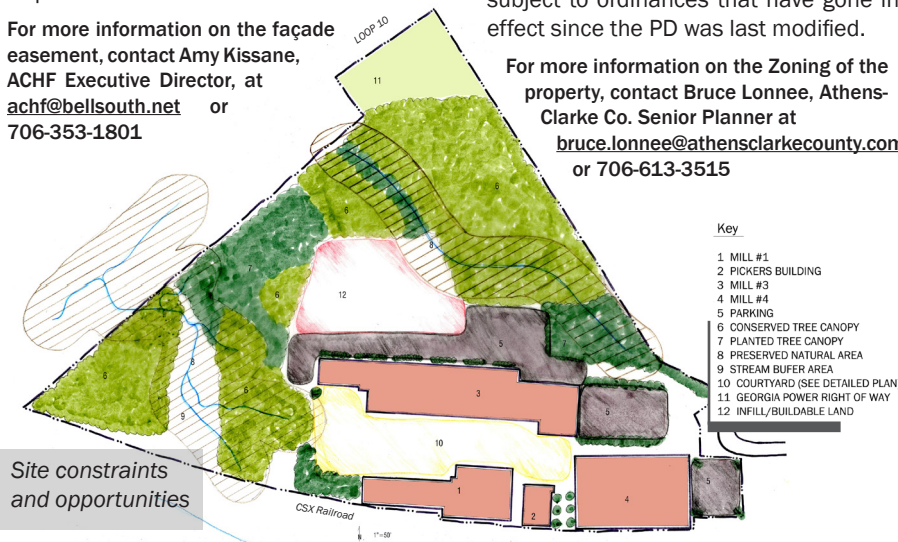 For more information on the façade
easement, contact Amy Kissane,
ACHF Executive Director, at
achf@bellsouth.net or
706-353-1801
subject to ordinances that have gone in
effect since the PD was last modified.
For more information on the Zoning of the
property, contact Bruce Lonnee, Athens-
Clarke Co. Senior Planner at
bruce.lonnee@athensclarkecounty.com
or 706-613-3515
LOOP 10
11
6
6
8
7
6
12
5
6
8
6
9
3
5
10
1
2
4
5
CSX Railroad
N 1"=50'
Key
1 MILL #1
2 PICKERS BUILDING
3 MILL #3
4 MILL #4
5 PARKING
6 CONSERVED TREE CANOPY
7 PLANTED TREE CANOPY
8 PRESERVED NATURAL AREA
9 STREAM BUFER AREA
10 COURTYARD (SEE DETAILED PLAN
11 GEORGIA POWER RIGHT OF WAY
12 INFILL/BUILDABLE LAND
Site constraints
and opportunities